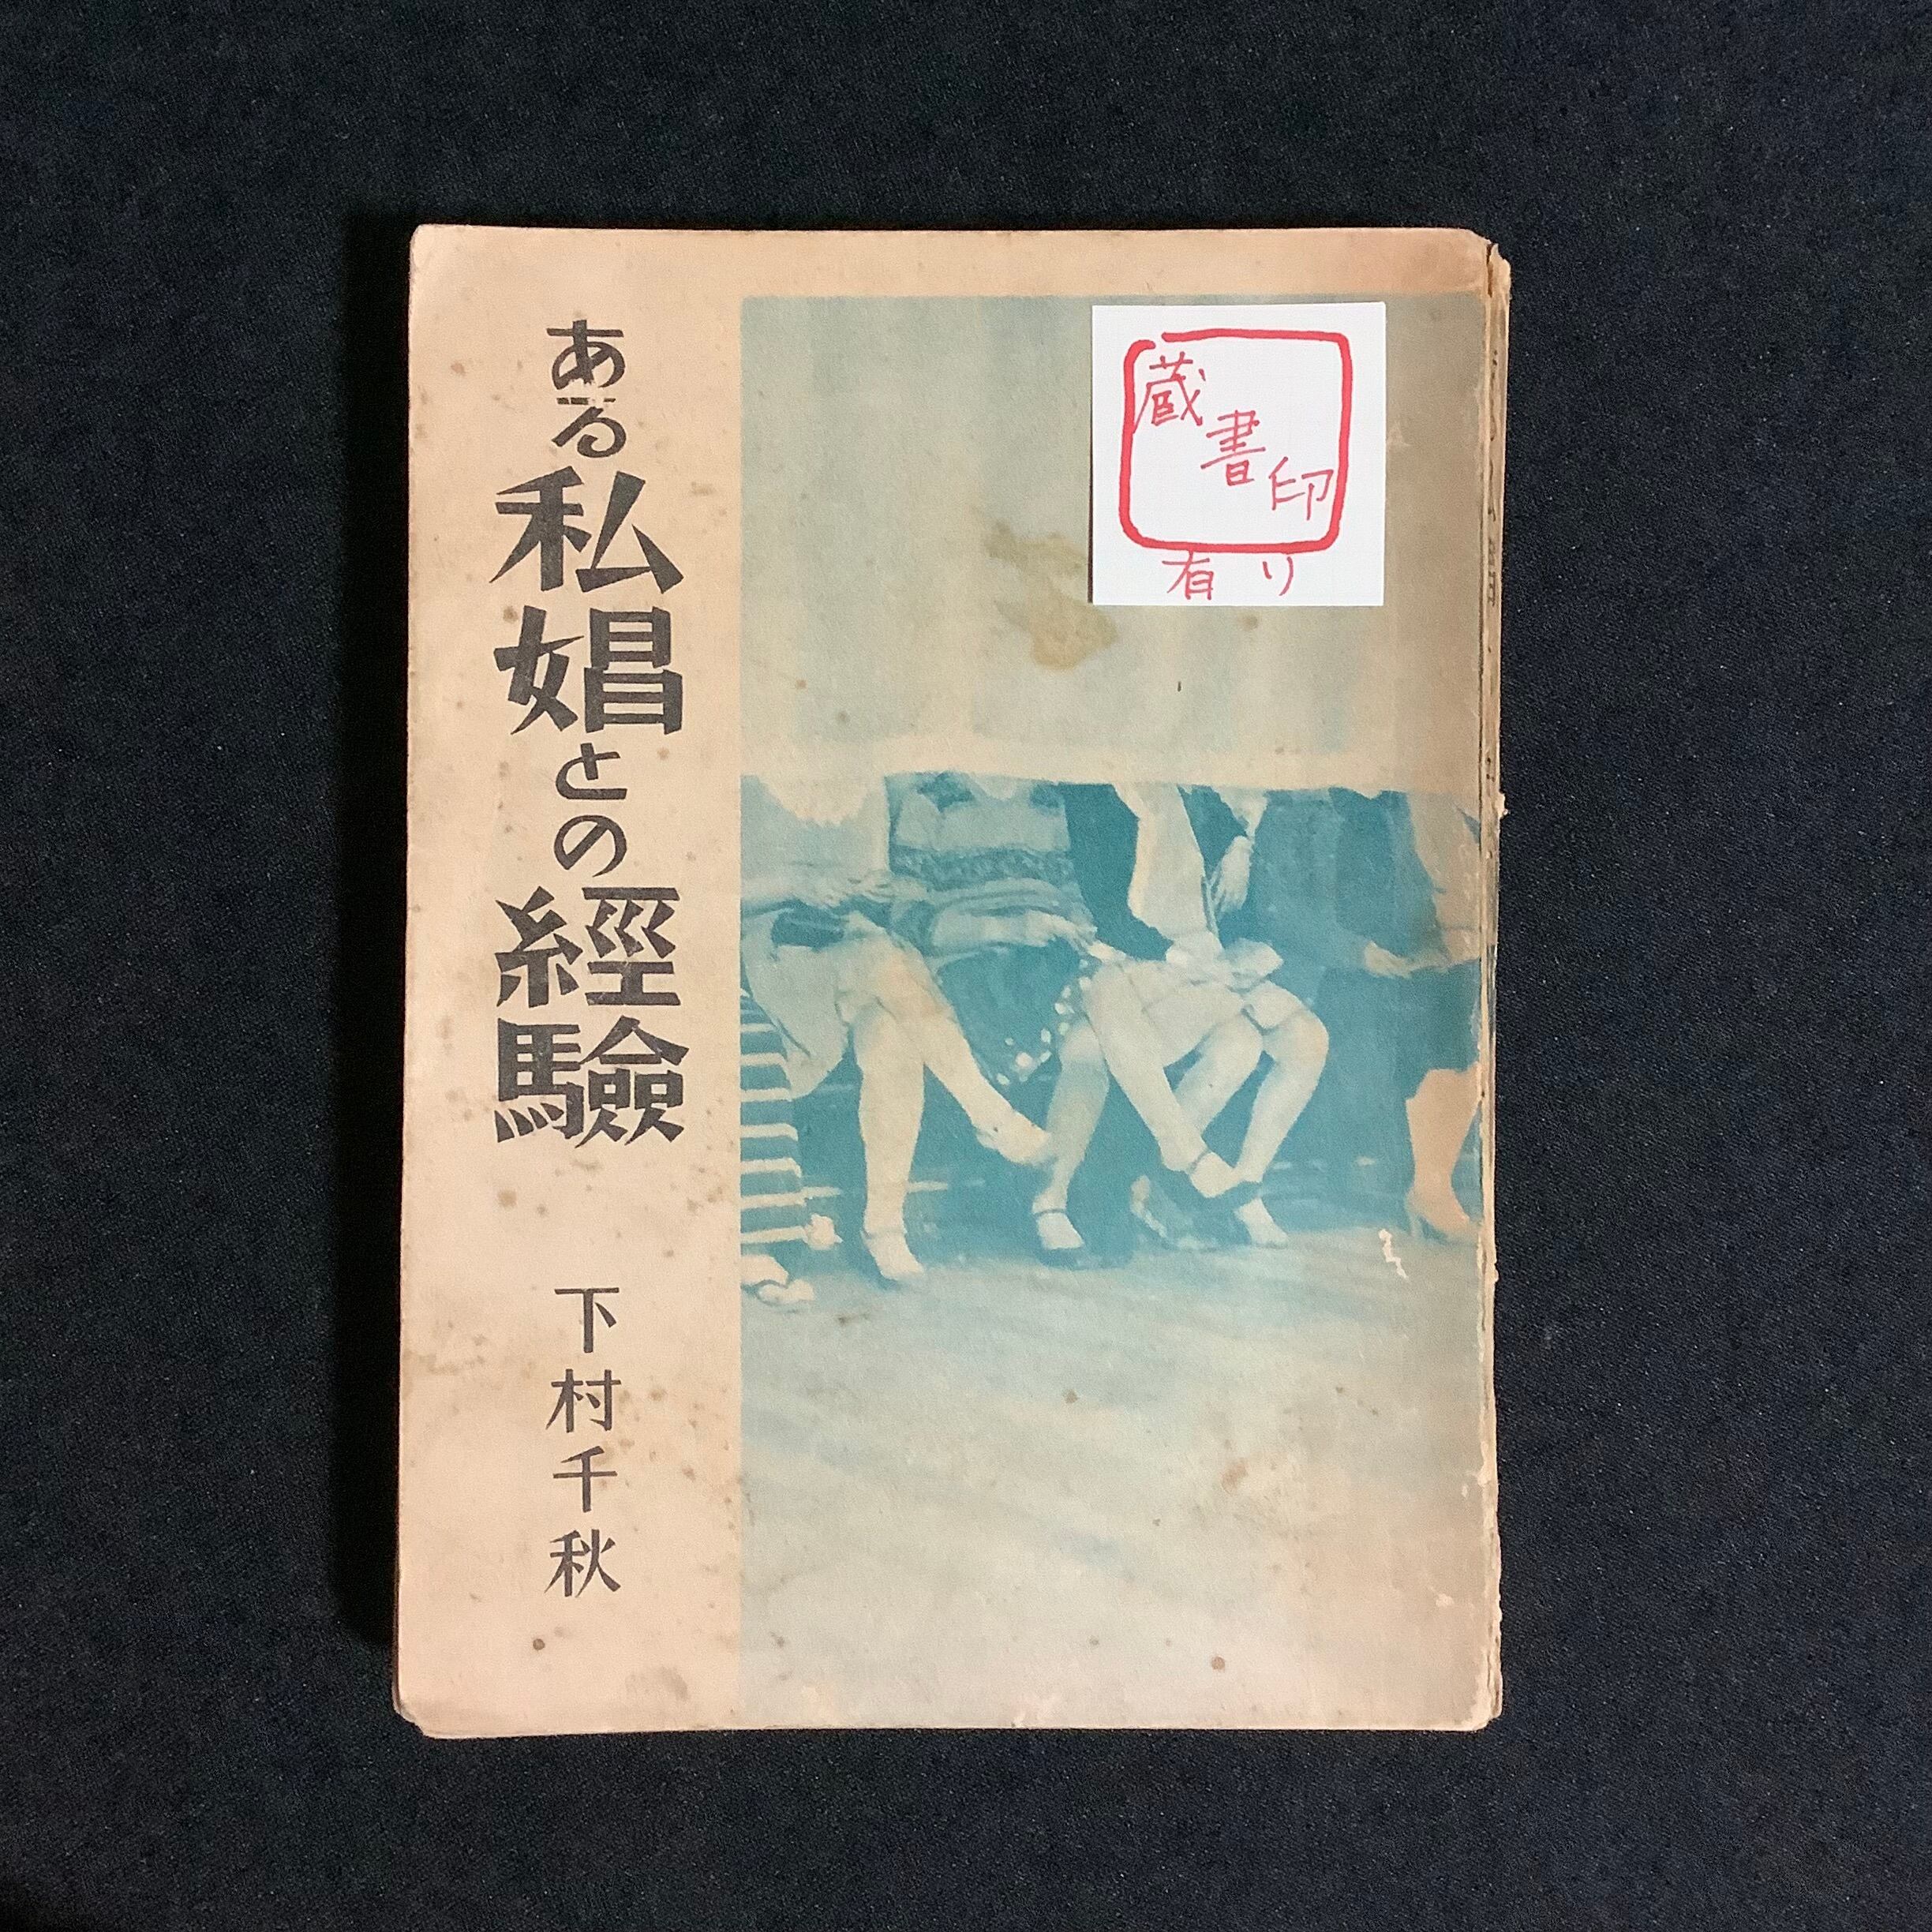 ある私娼との經驗
下村千秋
蔵書印
有り